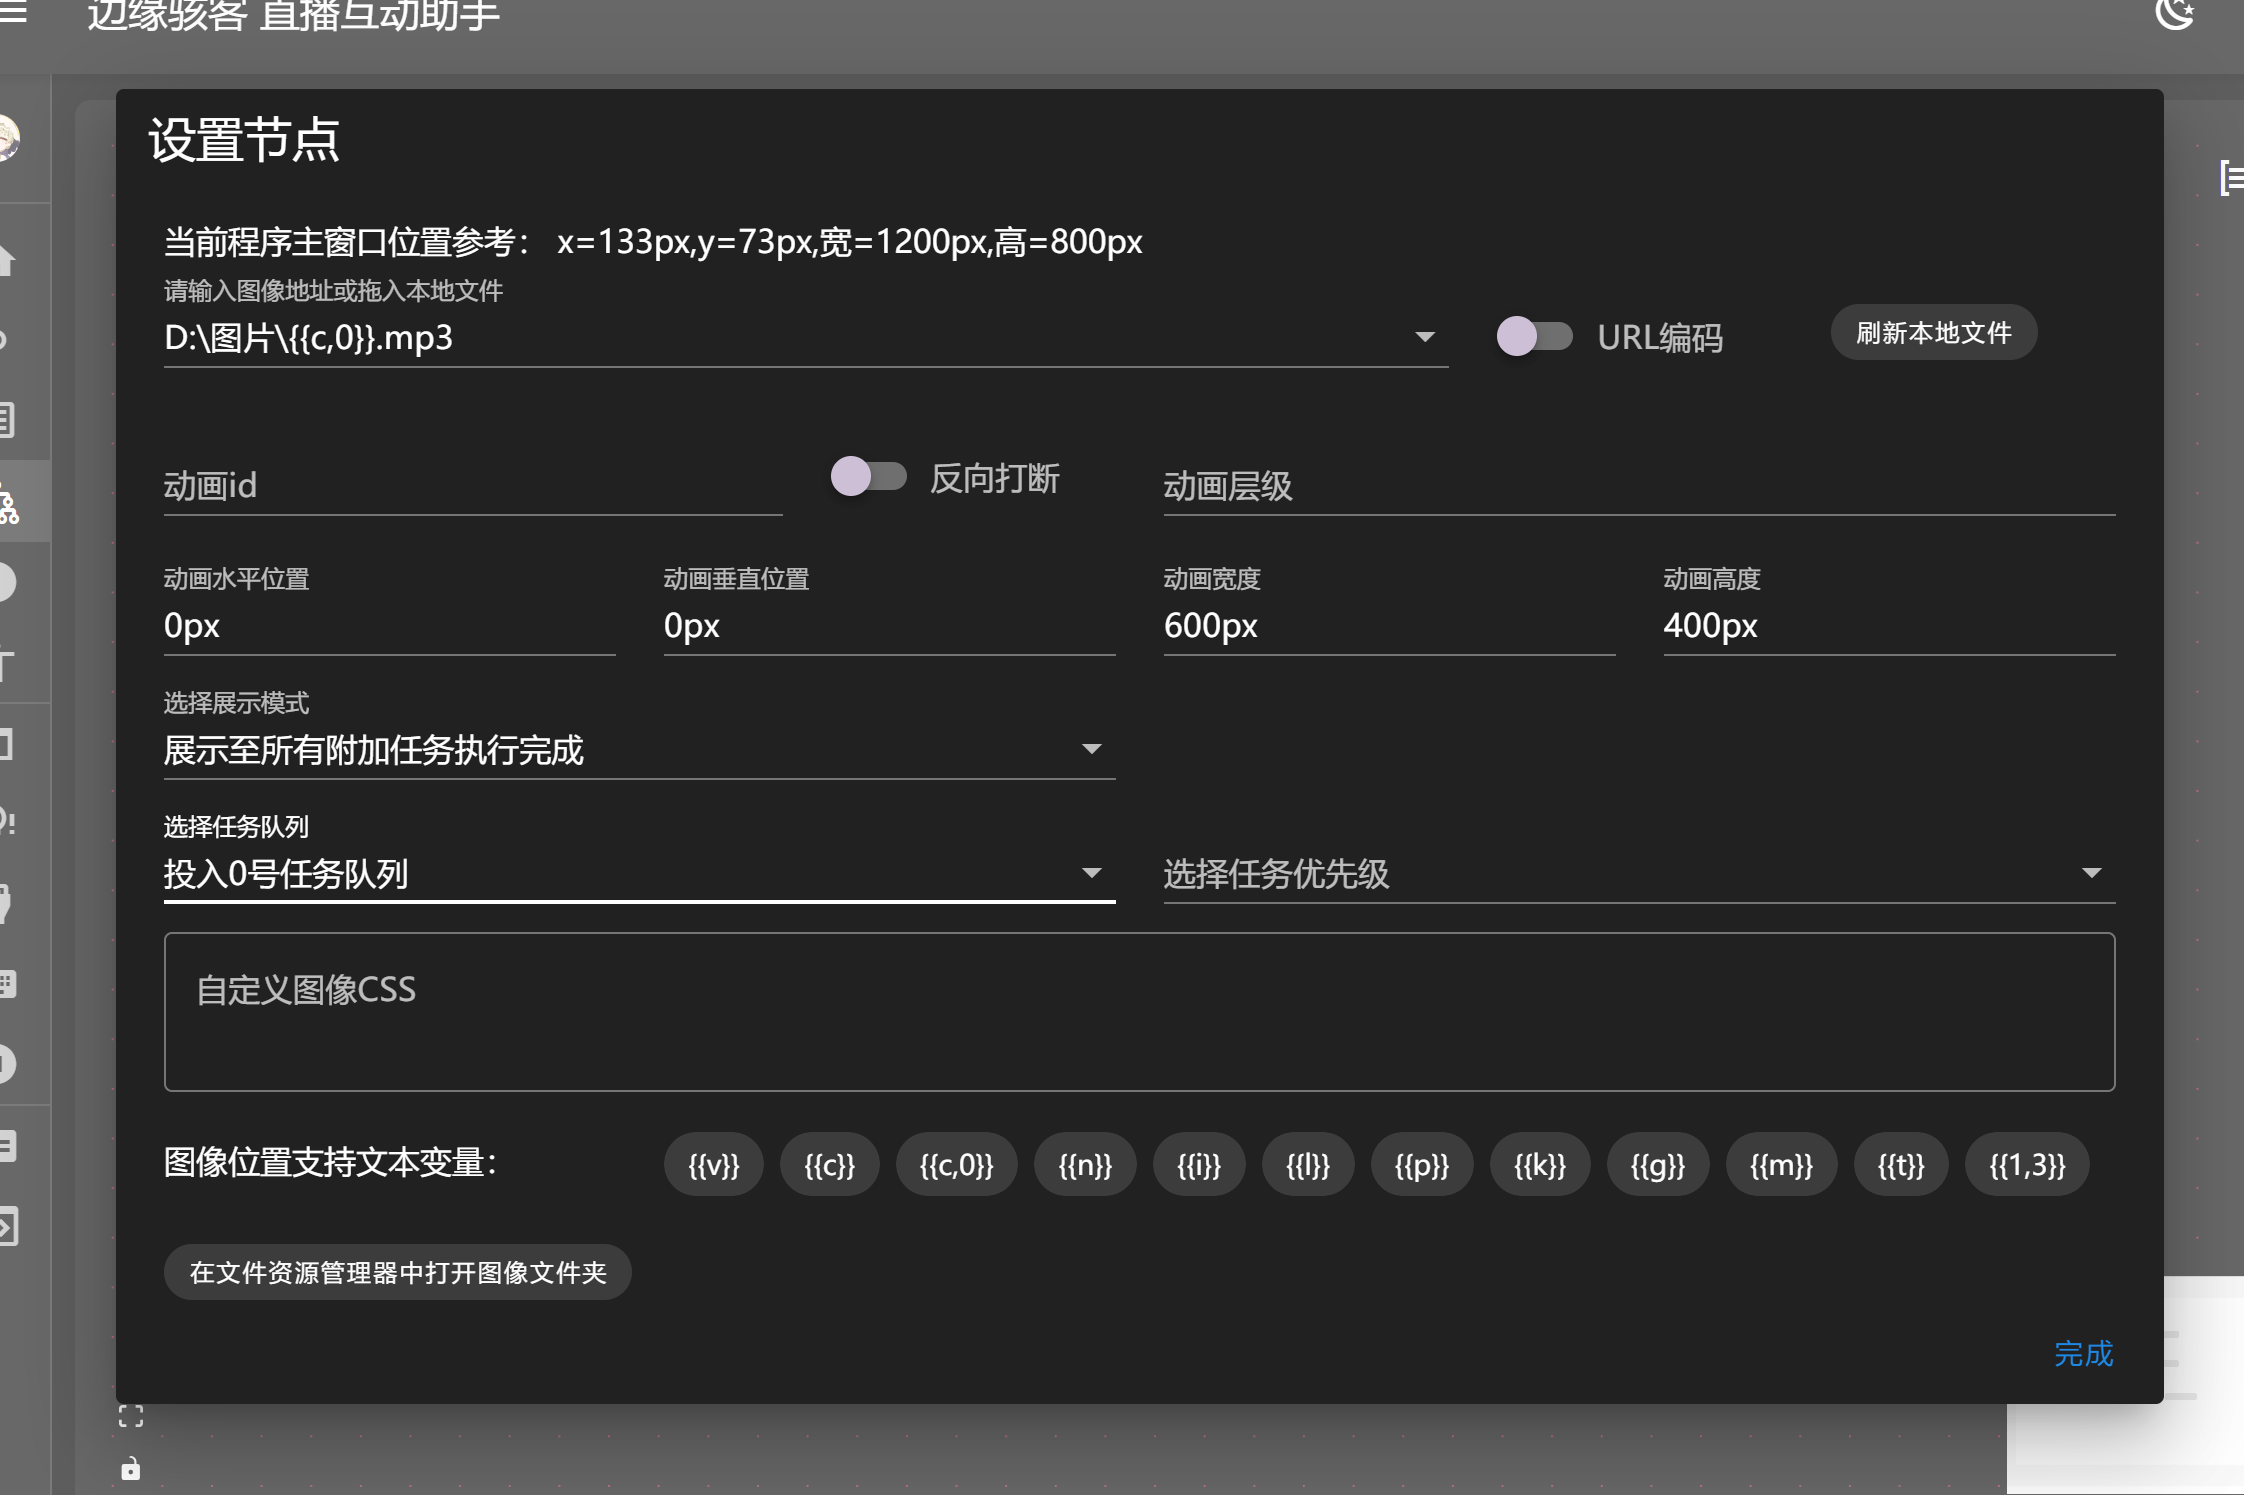 边缘骇客 直播互动助手
设置节点
当前程序主窗口位置参考： x=133px,y=73px,宽=1200px,高=800px
请输入图像地址或拖入本地文件
D:\图片\{{c,0}}.mp3
URL编码
刷新本地文件
动画id
反向打断
动画层级
动画水平位置
动画垂直位置
动画宽度
动画高度
0px
0px
600px
400px
选择展示模式
展示至所有附加任务执行完成
选择任务队列
投入0号任务队列
选择任务优先级
自定义图像CSS
图像位置支持文本变量：
{{v}}
{{c}}
{{c,0}}
{{n}}
{{i}}
{{l}}
{{p}}
{{k}}
{{g}}
{{m}}
{{t}}
{{1,3}}
在文件资源管理器中打开图像文件夹
完成